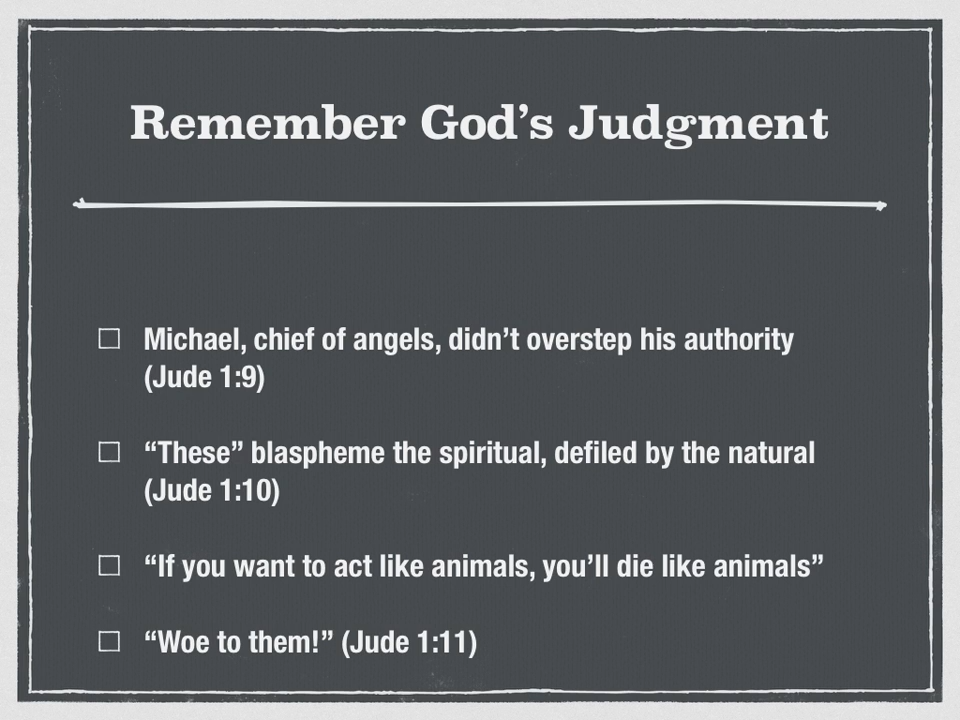 Remember God’s Judgment
Michael, chief of angels, didn’t overstep his authority
(Jude 1:9)
“These” blaspheme the spiritual, defiled by the natural
(Jude 1:10)
“If you want to act like animals, you’ll die like animals”
“Woe to them!” (Jude 1:11)